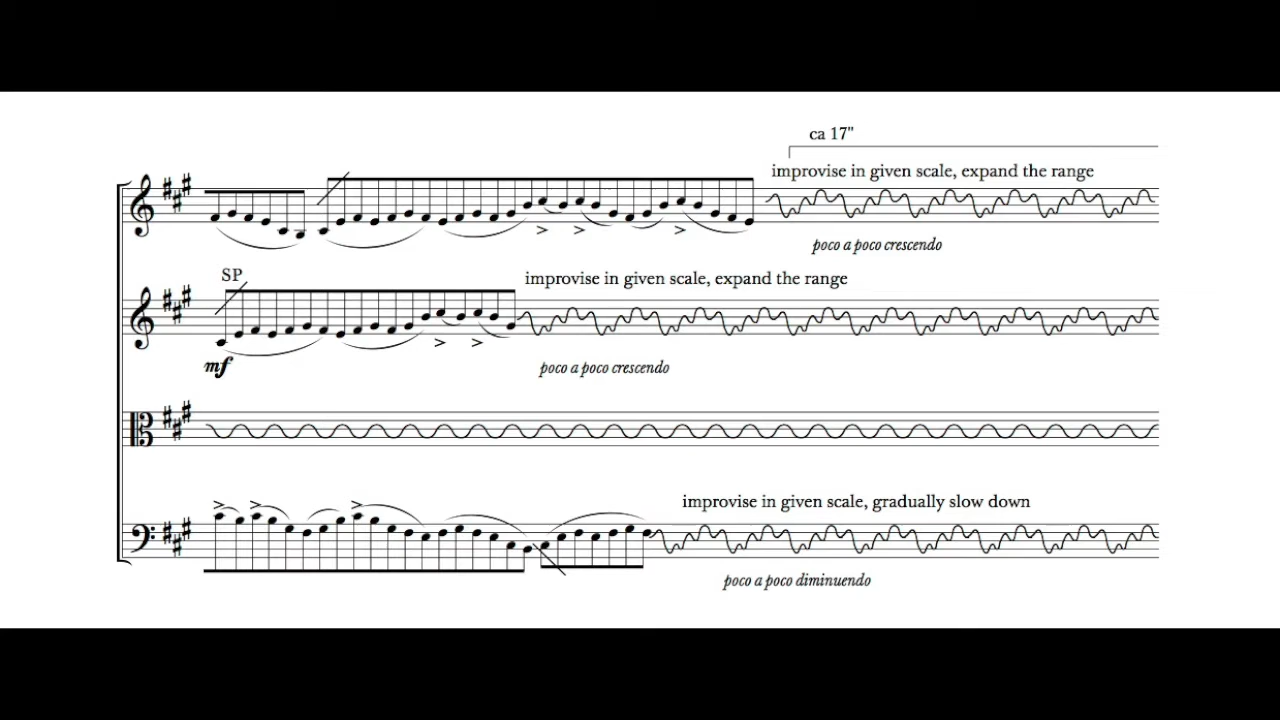 ca 17"
improvise in given scale, expand the range
poco a poco crescendo
SP
improvise in given scale, expand the range
mf
poco a poco crescendo
improvise in given scale, gradually slow down
poco a poco diminuendo